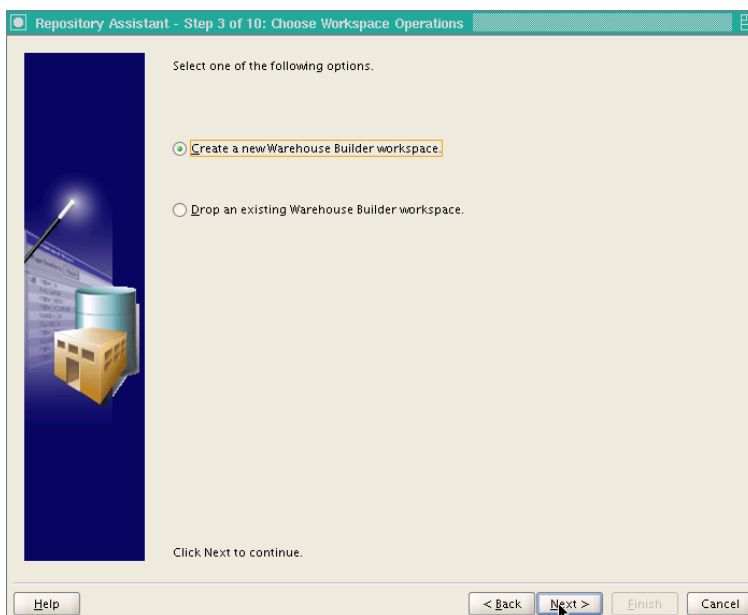 Repository Assistant - Step 3 of 10: Choose Workspace Operations
Select one of the following options.
Create a new Warehouse Builder workspace.
Drop an existing Warehouse Builder workspace.
Click Next to continue.
Help
< Back
Next >
Finish
Cancel